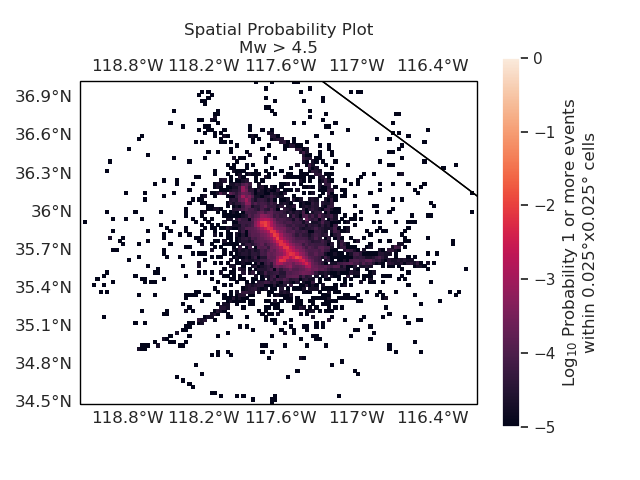 Spatial Probability Plot
Mw > 4.5
118.8°W 118.2°W 117.6°W 117°W 116.4°W
36.9°N
36.6°N
36.3°N
36°N
35.7°N
35.4°N
35.1°N
34.8°N
34.5°N
118.8°W 118.2°W 117.6°W 117°W 116.4°W
0
−1
−2
−3
−4
−5
Log₁₀ Probability 1 or more events
within 0.025°x0.025° cells